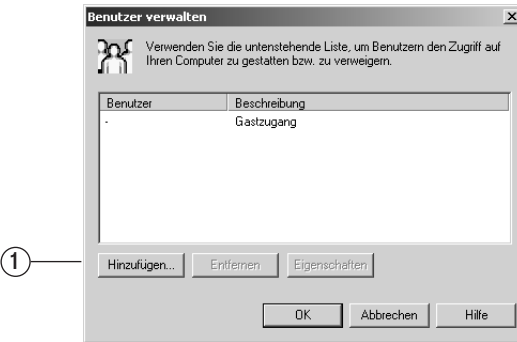 Benutzer verwalten
Verwenden Sie die untenstehende Liste, um Benutzern den Zugriff auf
Ihren Computer zu gestatten bzw. zu verweigern.
Benutzer Beschreibung
- Gastzugang
1 Hinzufügen... Entfernen Eigenschaften
OK Abbrechen Hilfe